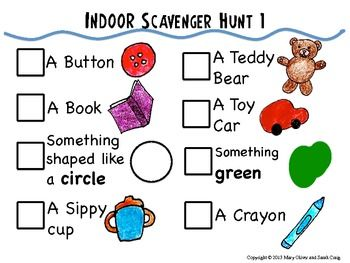 Indoor Scavenger Hunt 1
A Button
A Book
Something
shaped like
a circle
A Sippy
cup
A Teddy
Bear
A Toy
Car
Something
green
A Crayon
Copyright © 2013 Mary Oliver and Sarah Craig